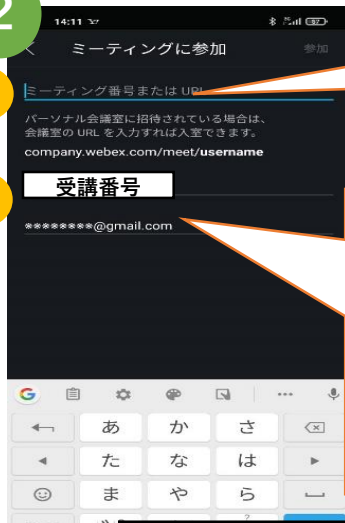 2
14:11
ミーティングに参加
参加
ミーティング番号または URL
パーソナル会議室に招待されている場合は、
会議室の URL を入力すれば入室できます。
company.webex.com/meet/username
受講番号
********@gmail.com
G
あ
か
さ
た
な
は
ま
や
ら